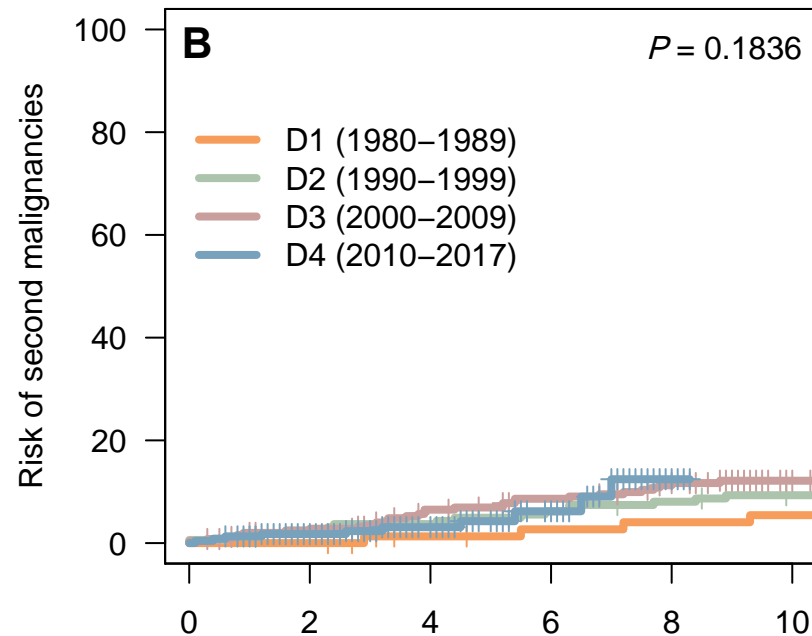 B
P = 0.1836
Risk of second malignancies
100
80
60
40
20
0
D1 (1980−1989)
D2 (1990−1999)
D3 (2000−2009)
D4 (2010−2017)
0 2 4 6 8 10